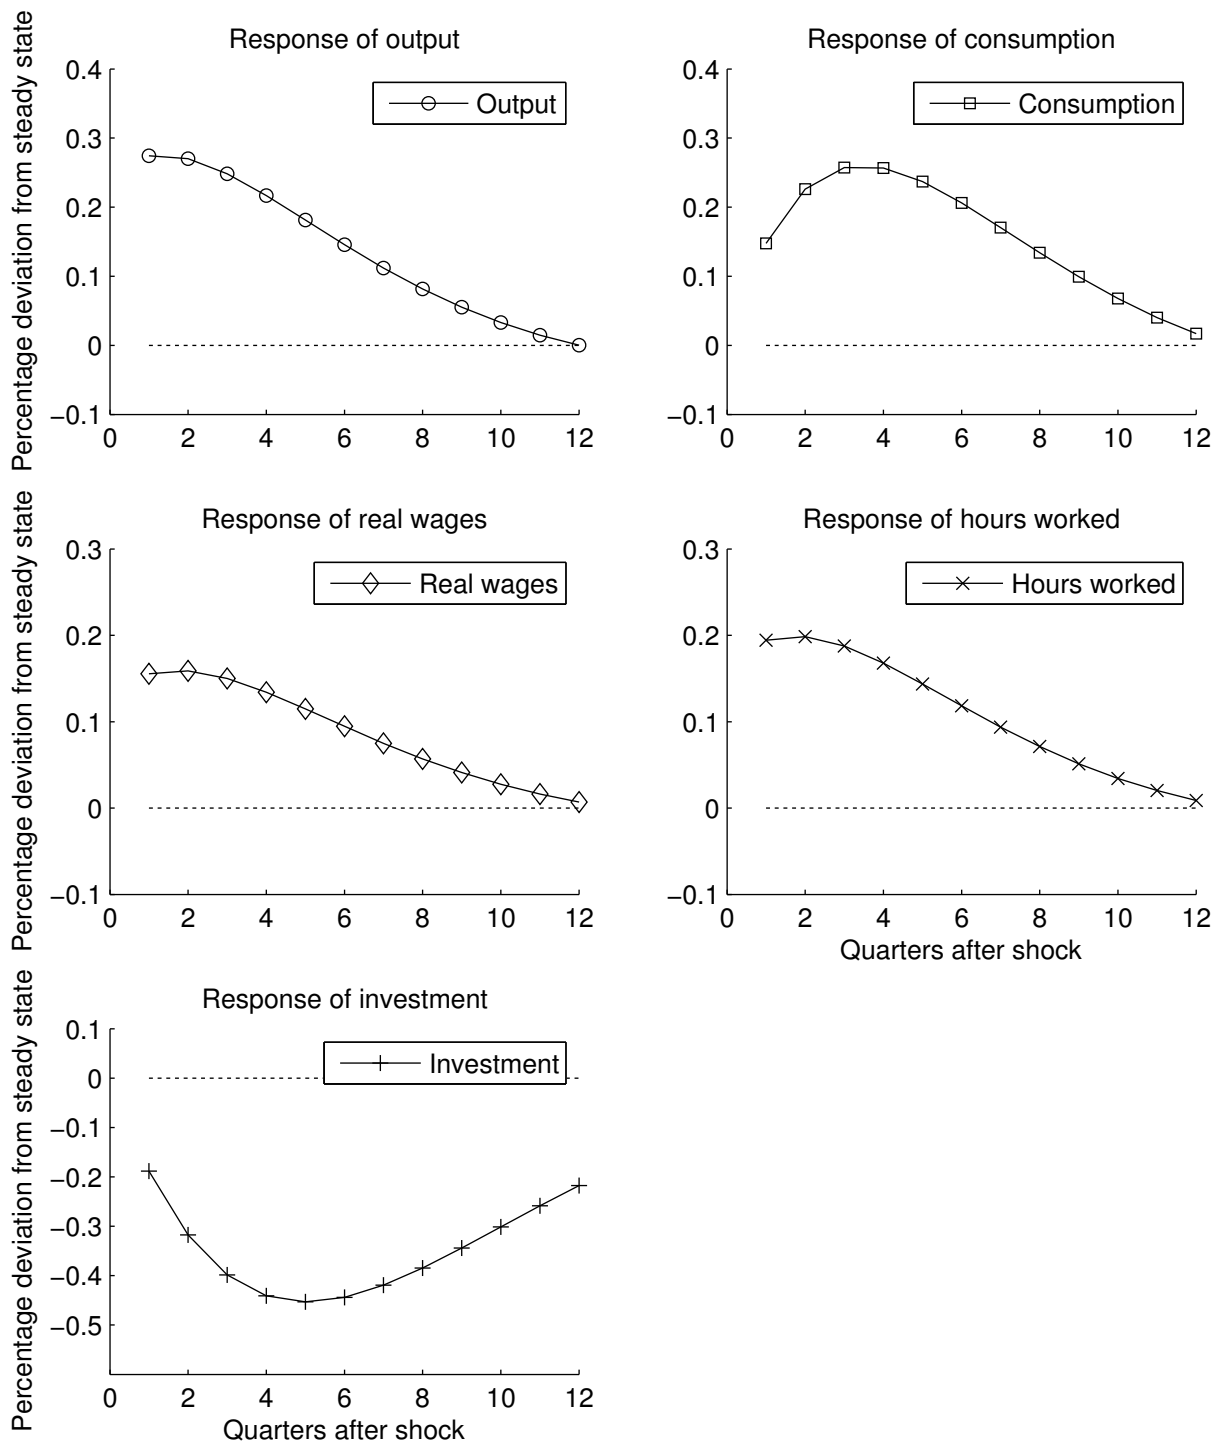 Response of output
Percentage deviation from steady state
0.4
0.3
0.2
0.1
0
−0.1
Output
0 2 4 6 8 10 12
Response of consumption
0.4
0.3
0.2
0.1
0
−0.1
Consumption
0 2 4 6 8 10 12
Response of real wages
Percentage deviation from steady state
0.3
0.2
0.1
0
−0.1
Real wages
0 2 4 6 8 10 12
Response of hours worked
0.3
0.2
0.1
0
−0.1
Hours worked
0 2 4 6 8 10 12
Quarters after shock
Response of investment
Percentage deviation from steady state
0.1
0
−0.1
−0.2
−0.3
−0.4
−0.5
Investment
0 2 4 6 8 10 12
Quarters after shock